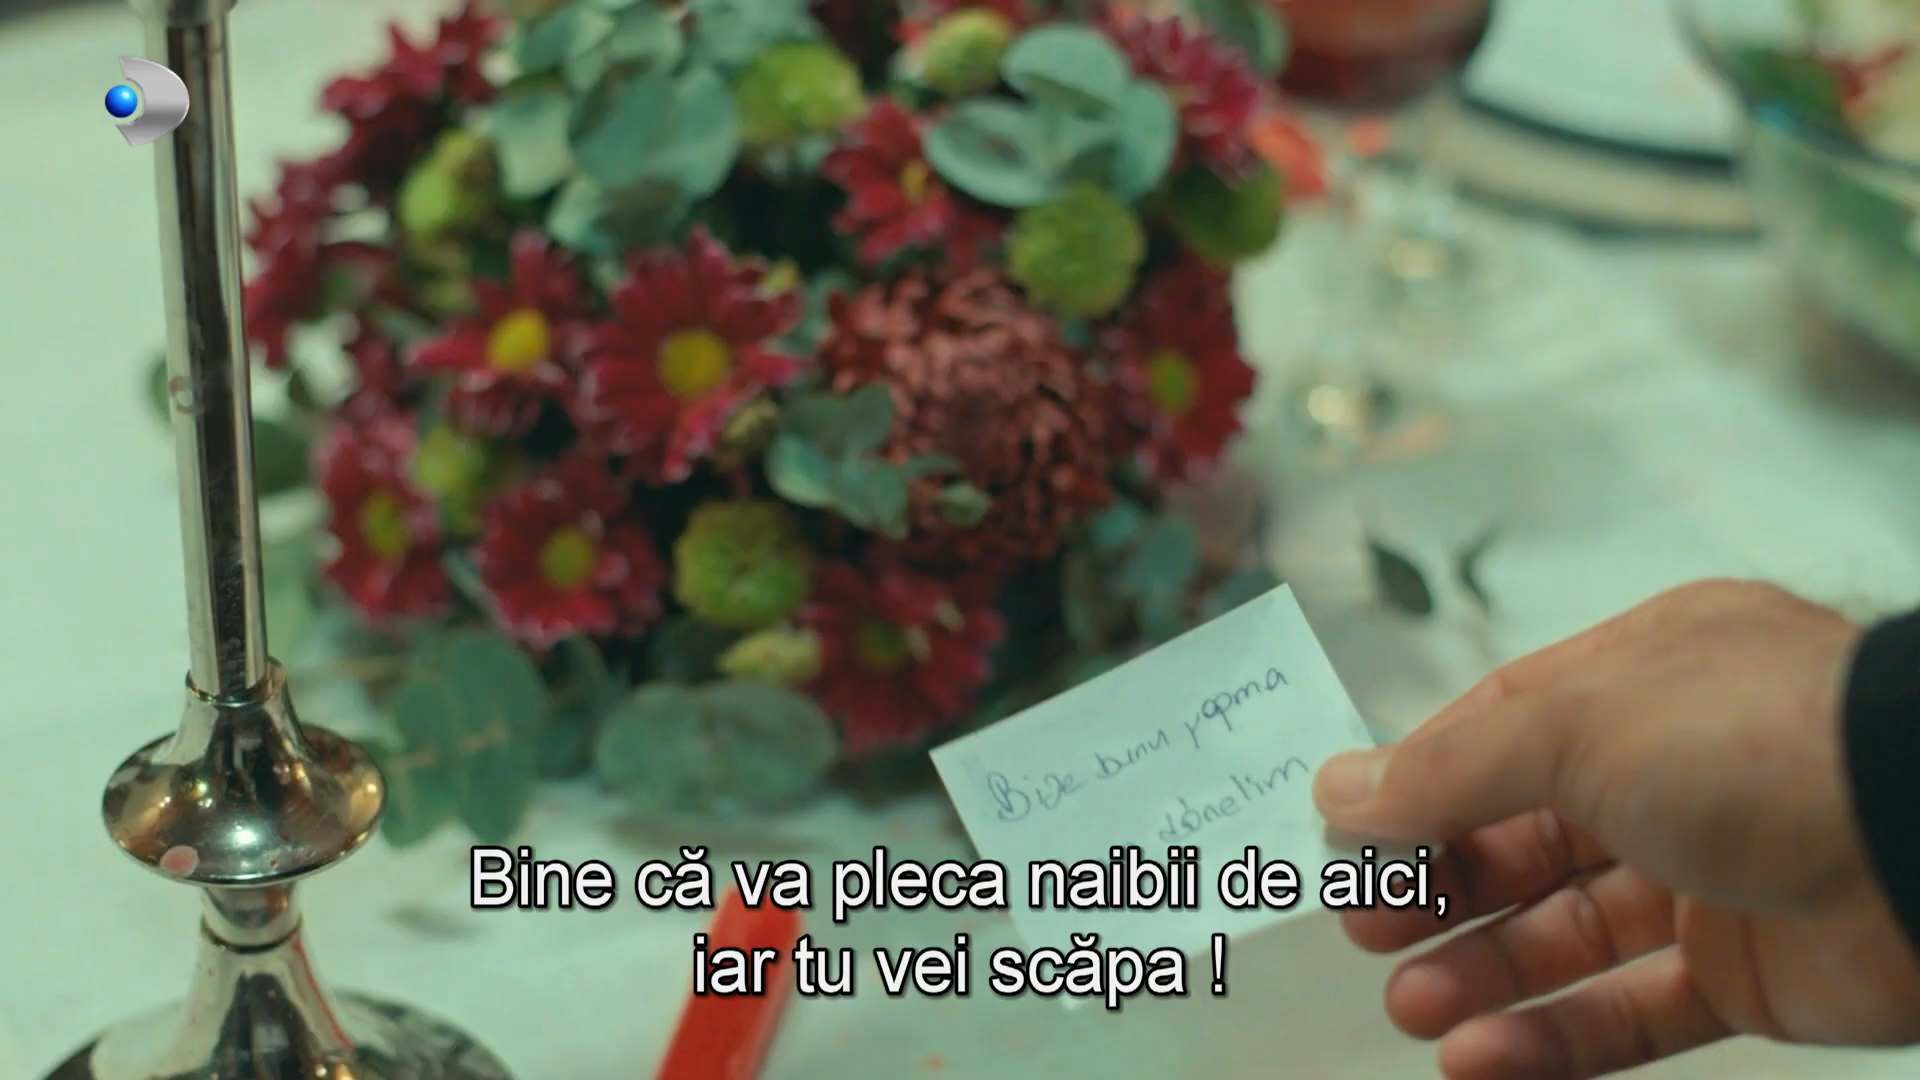 Bize bunu yapma
dönelim
Bine că va pleca naibii de aici,
iar tu vei scăpa !